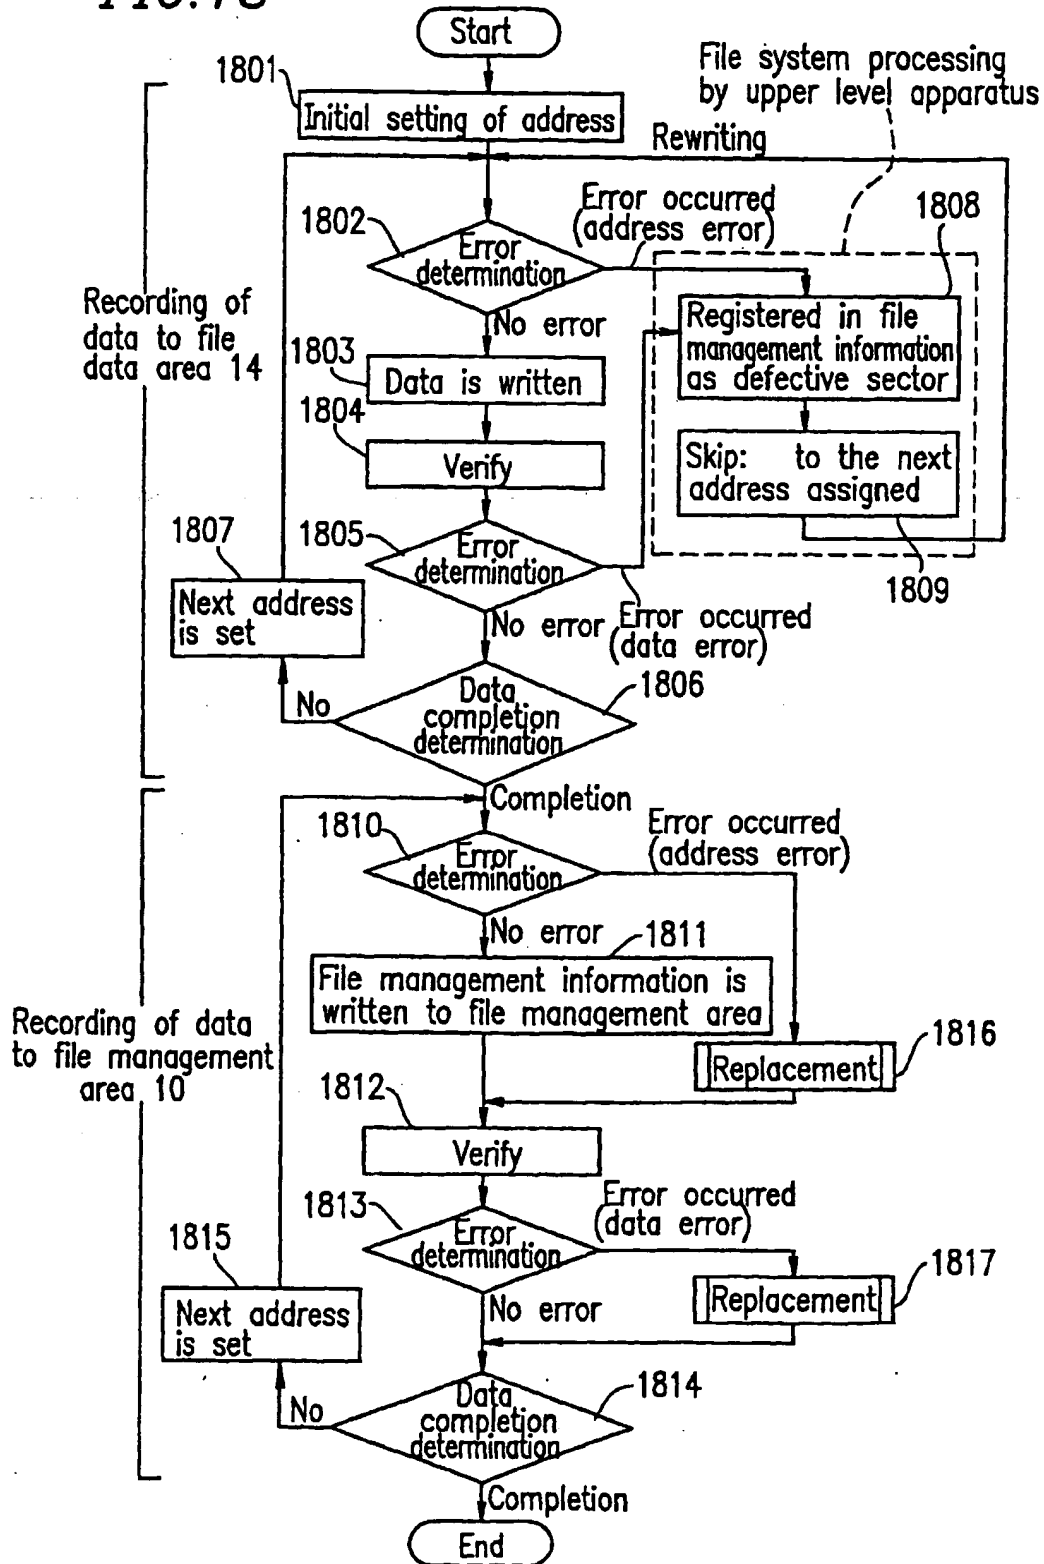 Start
1801
Initial setting of address
File system processing
by upper level apparatus
Rewriting
1802
Error
determination
Error occurred
(address error)
1808
Recording of
data to file
data area 14
No error
Registered in file
management information
as defective sector
1803
Data is written
1804
Verify
Skip: to the next
address assigned
1807
1805
Error
determination
1809
Next address
is set
No error
Error occurred
(data error)
1806
No
Data
completion
determination
Completion
1810
Error
determination
Error occurred
(address error)
No error
1811
File management information is
written to file management area
Recording of data
to file management
area 10
1816
Replacement
1812
Verify
1813
Error
determination
Error occurred
(data error)
1815
1817
Next address
is set
No error
Replacement
1814
No
Data
completion
determination
Completion
End